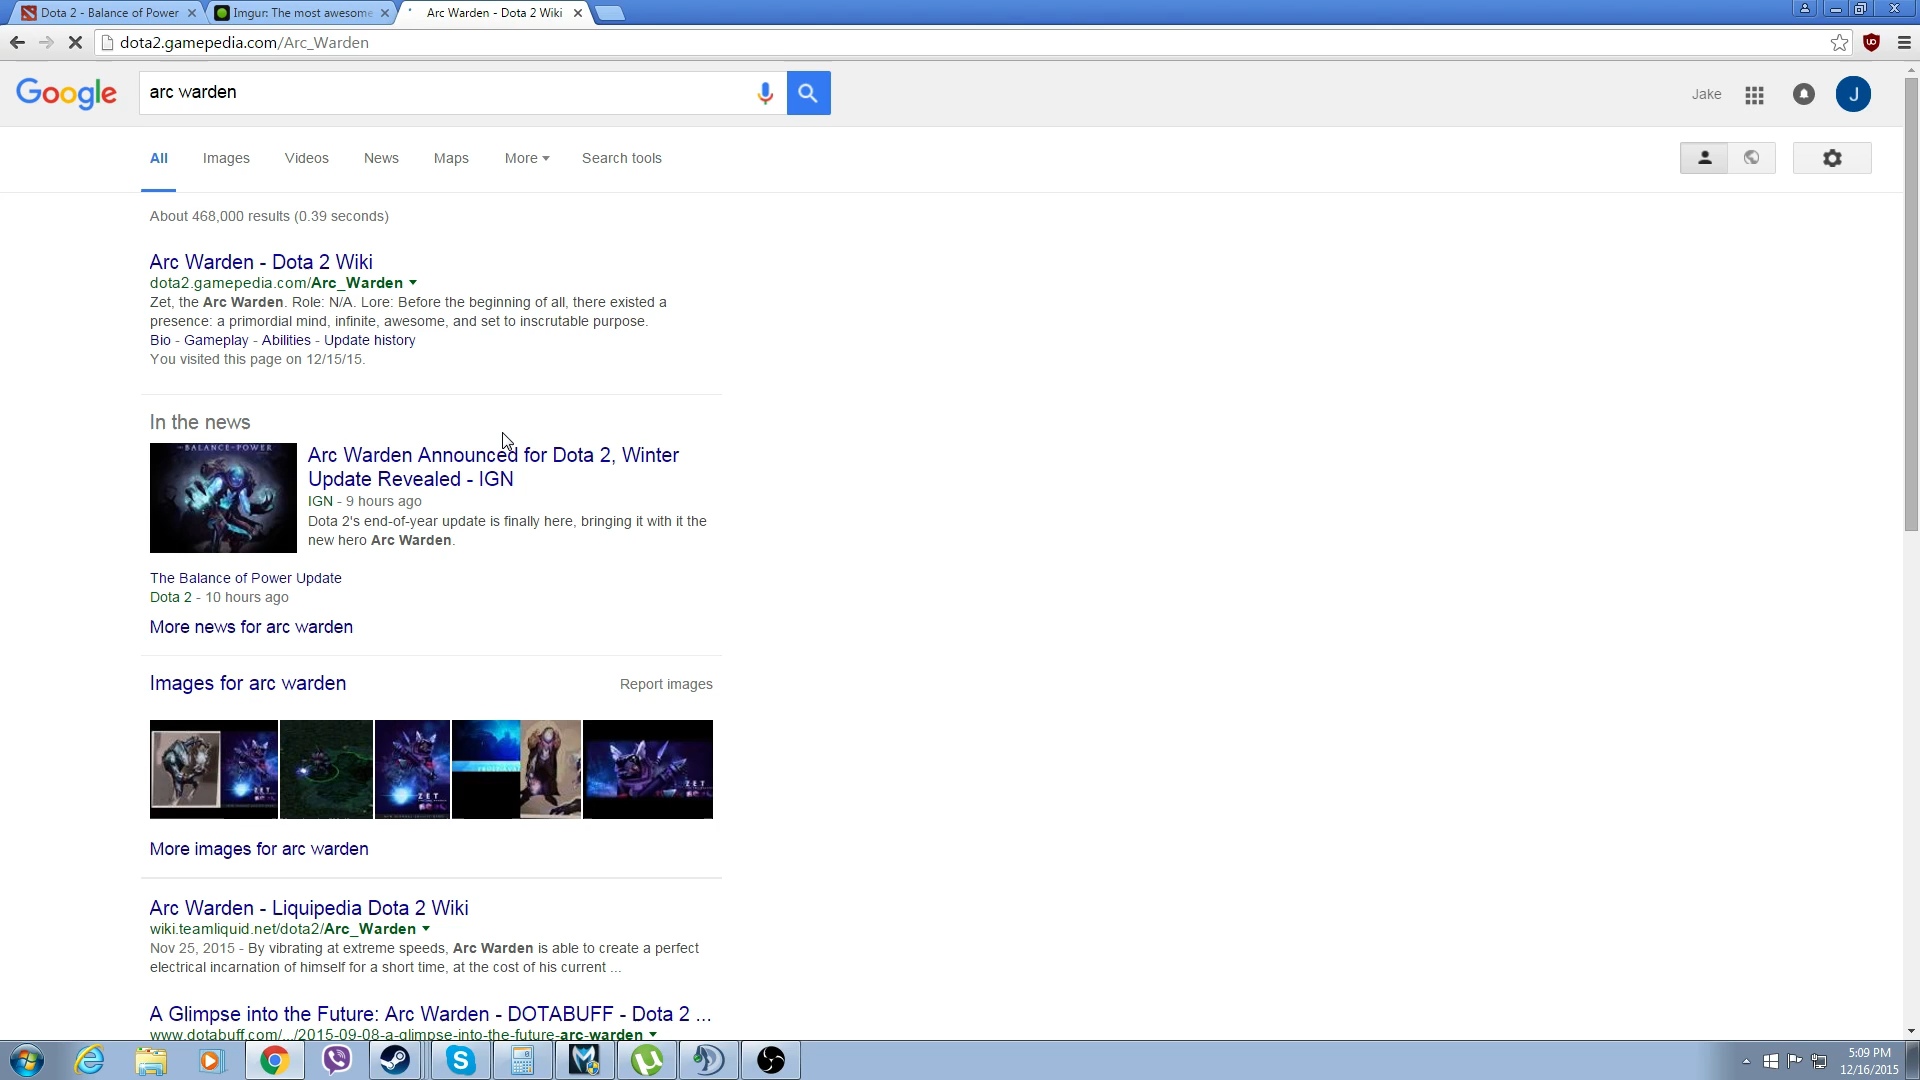 Dota 2 - Balance of Power
Imgur: The most awesome
Arc Warden - Dota 2 Wiki
dota2.gamepedia.com/Arc_Warden
Google
arc warden
Jake
J
All
Images
Videos
News
Maps
More
Search tools
About 468,000 results (0.39 seconds)
Arc Warden - Dota 2 Wiki
dota2.gamepedia.com/Arc_Warden
Zet, the Arc Warden. Role: N/A. Lore: Before the beginning of all, there existed a
presence: a primordial mind, infinite, awesome, and set to inscrutable purpose.
Bio - Gameplay - Abilities - Update history
You visited this page on 12/15/15.
In the news
BALANCE of POWER
Arc Warden Announced for Dota 2, Winter
Update Revealed - IGN
IGN - 9 hours ago
Dota 2's end-of-year update is finally here, bringing it with it the
new hero Arc Warden.
The Balance of Power Update
Dota 2 - 10 hours ago
More news for arc warden
Images for arc warden
Report images
ZET
ZET
More images for arc warden
Arc Warden - Liquipedia Dota 2 Wiki
wiki.teamliquid.net/dota2/Arc_Warden
Nov 25, 2015 - By vibrating at extreme speeds, Arc Warden is able to create a perfect
electrical incarnation of himself for a short time, at the cost of his current ...
A Glimpse into the Future: Arc Warden - DOTABUFF - Dota 2 ...
www.dotabuff.com/.../2015-09-08-a-glimpse-into-the-future-arc-warden
5:09 PM
12/16/2015